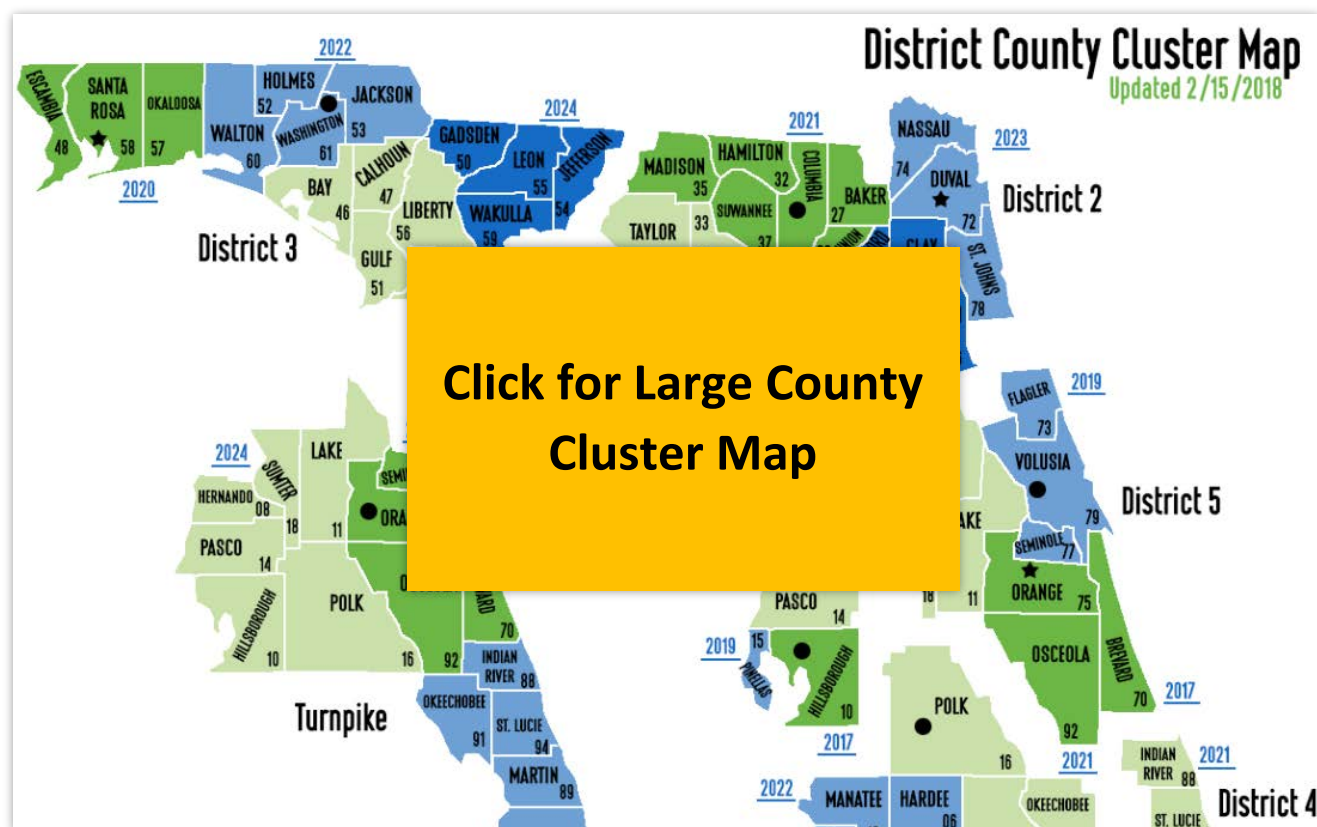 District County Cluster Map
Updated 2/15/2018
2022
ESCAMBIA
48
SANTA
ROSA
58
OKALOOSA
57
2020
HOLMES
52
WALTON
60
WASHINGTON
61
JACKSON
53
2024
GADSDEN
50
LEON
55
JEFFERSON
54
WAKULLA
59
BAY
46
CALHOUN
47
LIBERTY
56
GULF
51
District 3
2021
MADISON
35
HAMILTON
32
COLUMBIA
BAKER
27
SUWANNEE
37
TAYLOR
33
NASSAU
74
2023
DUVAL
72
District 2
ST. JOHNS
78
Click for Large County
Cluster Map
2024
LAKE
11
SUMTER
18
HERNANDO
08
PASCO
14
HILLSBOROUGH
10
POLK
16
92
70
INDIAN
RIVER 88
OKEECHOBEE
91
ST. LUCIE
94
MARTIN
89
Turnpike
FLAGLER
73
2019
VOLUSIA
79
District 5
SEMINOLE
77
ORANGE
75
18
11
OSCEOLA
92
BREVARD
70
2017
PASCO
14
2019
15
PINELLAS
HILLSBOROUGH
10
2017
POLK
16
2021
INDIAN
RIVER 88
2021
District 4
2022
MANATEE
HARDEE
06
OKEECHOBEE
ST. LUCIE